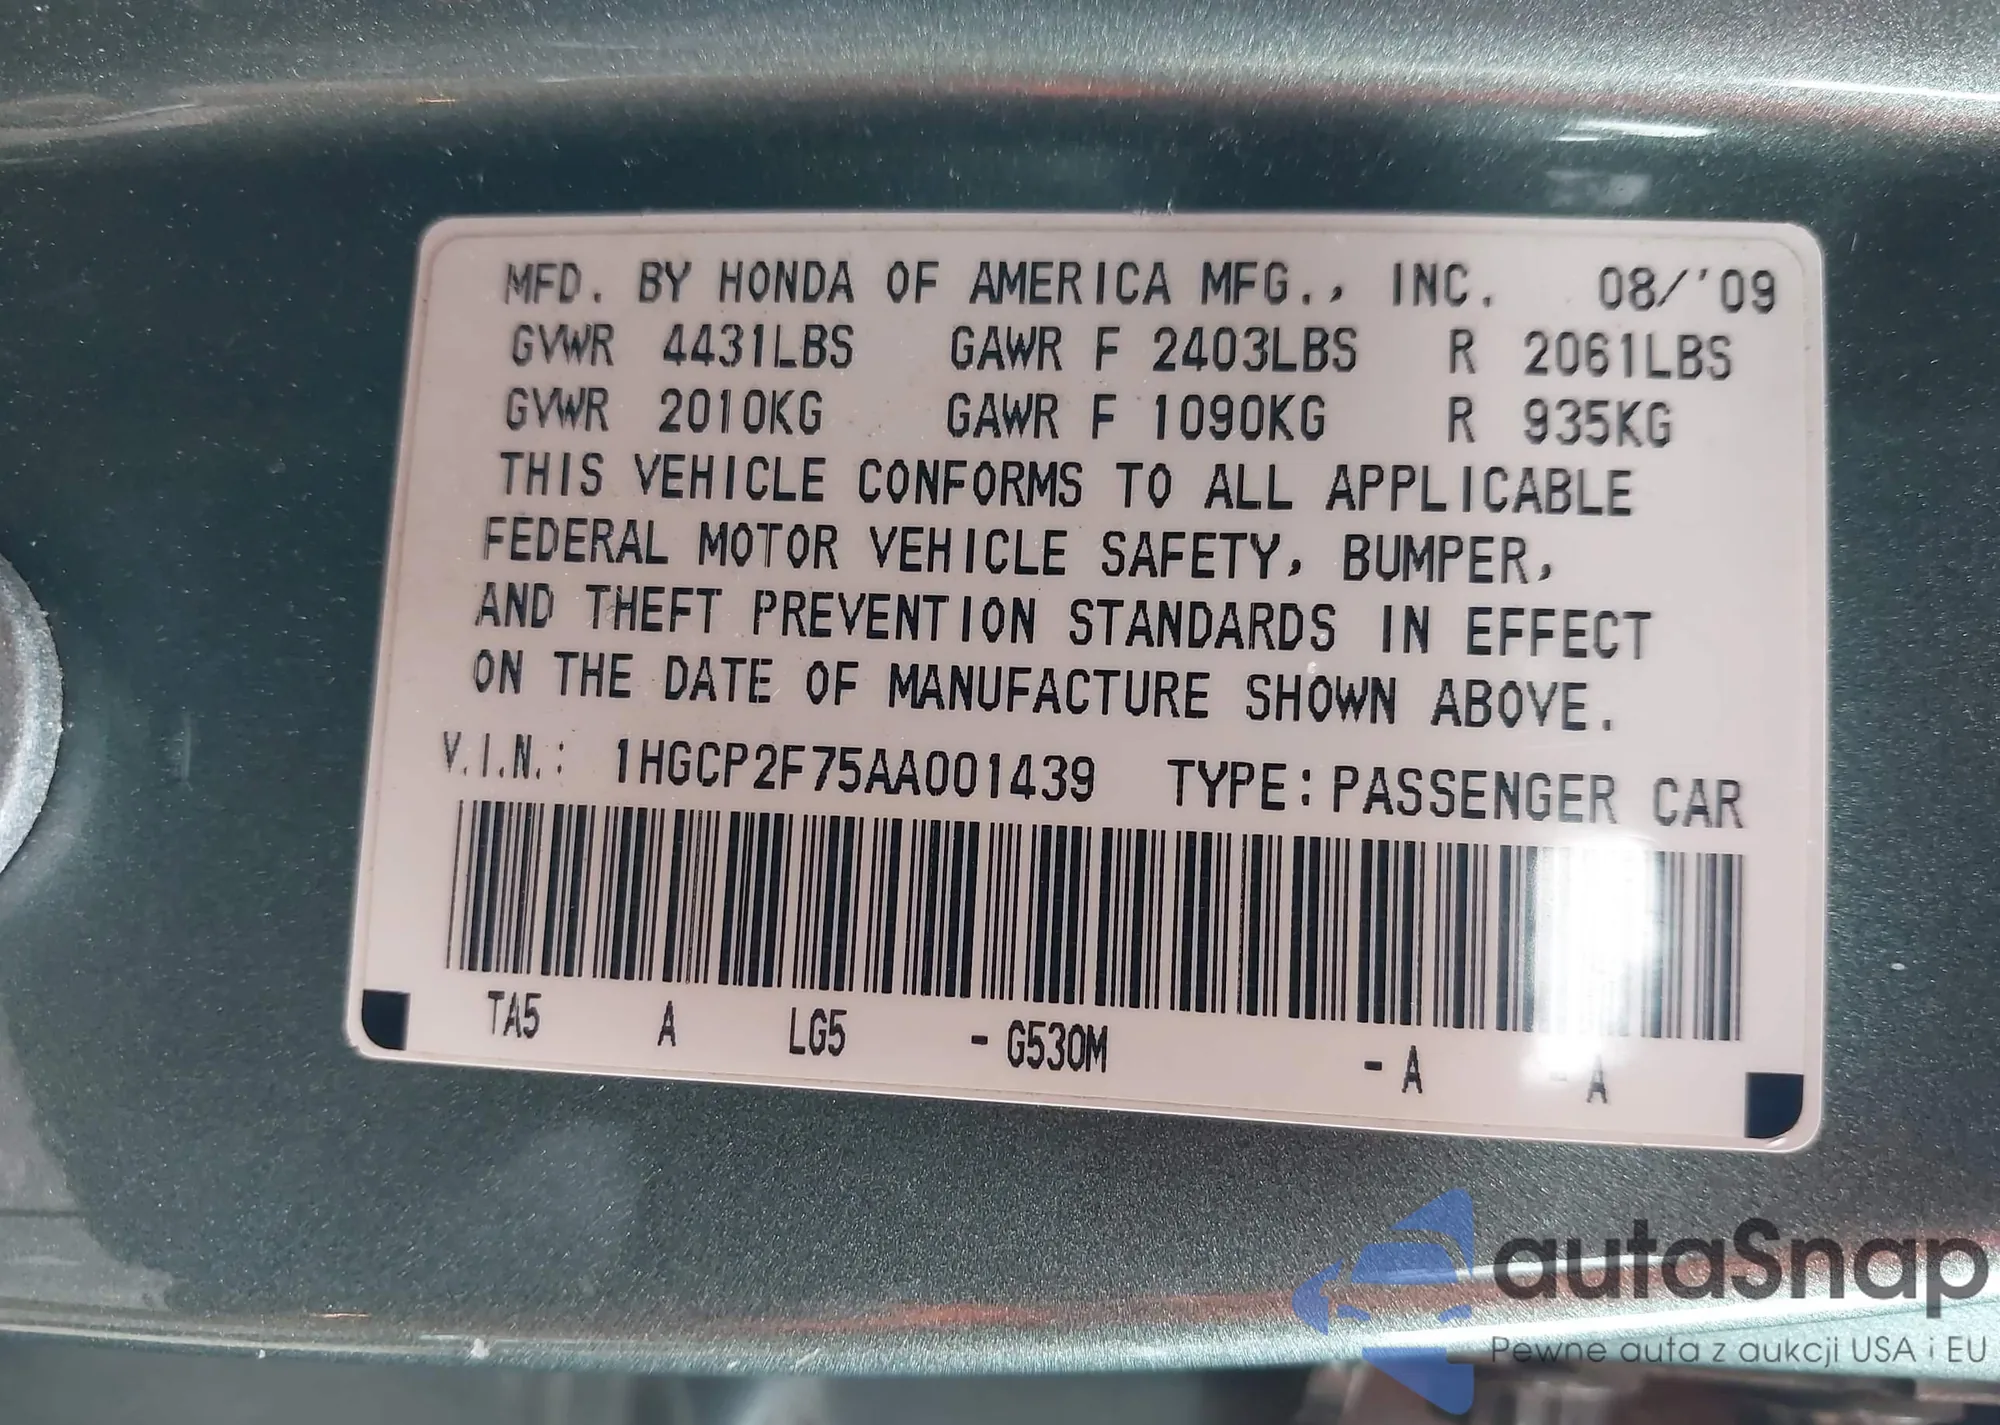 MFD. BY HONDA OF AMERICA MFG., INC. 08/'09
GVWR 4431LBS GAWR F 2403LBS R 2061LBS
GVWR 2010KG GAWR F 1090KG R 935KG
THIS VEHICLE CONFORMS TO ALL APPLICABLE
FEDERAL MOTOR VEHICLE SAFETY, BUMPER,
AND THEFT PREVENTION STANDARDS IN EFFECT
ON THE DATE OF MANUFACTURE SHOWN ABOVE.
V.I.N.: 1HGCP2F75AA001439 TYPE: PASSENGER CAR
TA5 A LG5 - G530M - A - A
autaSnap
Pewne auta z aukcji USA i EU